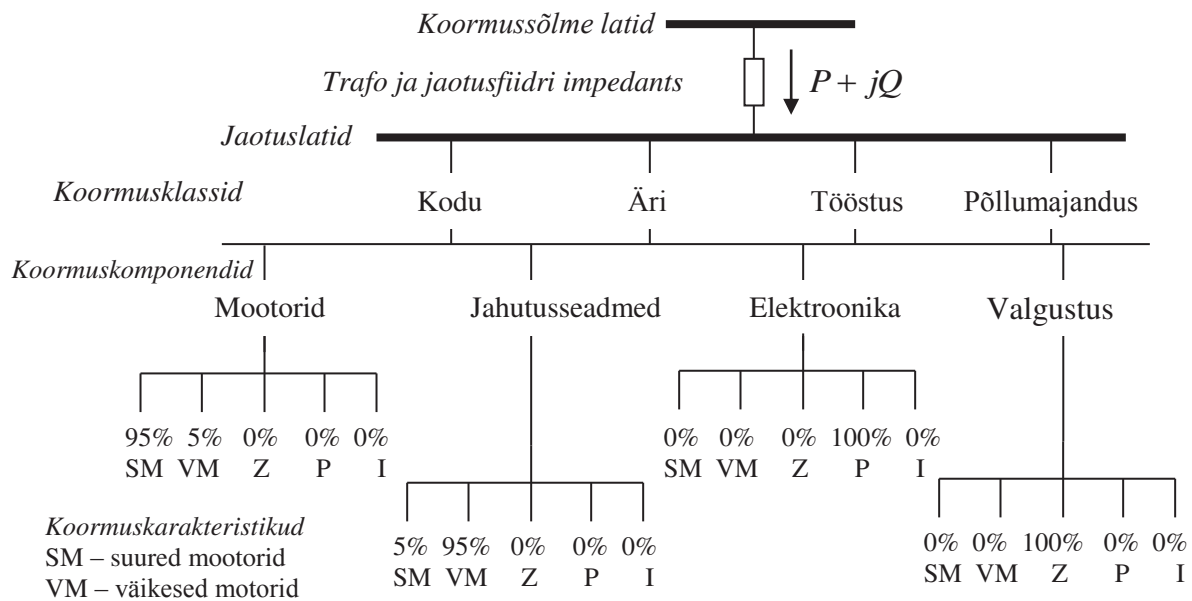 Koormussõlme latid
Trafo ja jaotusfiidri impedants
P + jQ
Jaotuslatid
Koormusklassid
Kodu Äri Tööstus Põllumajandus
Koormuskomponendid
Mootorid Jahutusseadmed Elektroonika Valgustus
95% 5% 0% 0% 0%
SM VM Z P I
0% 0% 0% 100% 0%
SM VM Z P I
5% 95% 0% 0% 0%
SM VM Z P I
0% 0% 100% 0% 0%
SM VM Z P I
Koormuskarakteristikud
SM – suured mootorid
VM – väikesed motorid